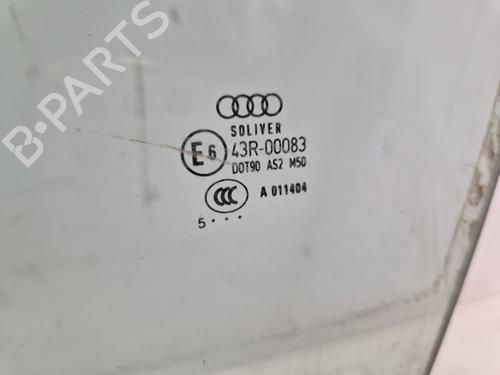 B-PARTS
SOLIVER
E6 43R-00083
DOT90 AS2 M50
CCC A 011404
5...